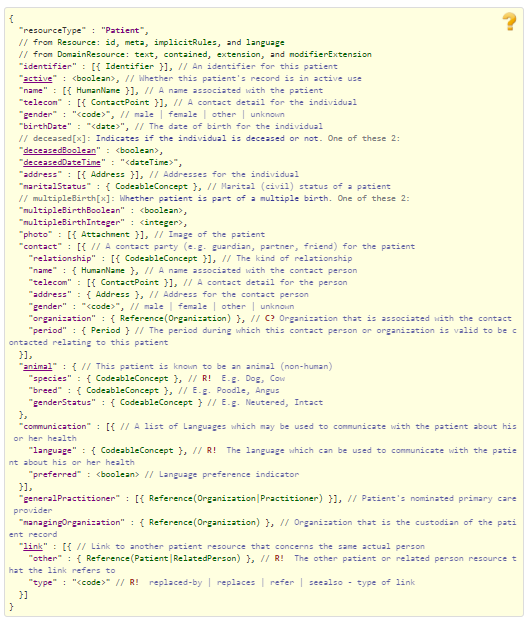 {
"resourceType" : "Patient",
// from Resource: id, meta, implicitRules, and language
// from DomainResource: text, contained, extension, and modifierExtension
"identifier" : [{ Identifier }], // An identifier for this patient
"active" : <boolean>, // Whether this patient's record is in active use
"name" : [{ HumanName }], // A name associated with the patient
"telecom" : [{ ContactPoint }], // A contact detail for the individual
"gender" : "<code>", // male | female | other | unknown
"birthDate" : "<date>", // The date of birth for the individual
// deceased[x]: Indicates if the individual is deceased or not. One of these 2:
"deceasedBoolean" : <boolean>,
"deceasedDateTime" : "<dateTime>",
"address" : [{ Address }], // Addresses for the individual
"maritalStatus" : { CodeableConcept }, // Marital (civil) status of a patient
// multipleBirth[x]: Whether patient is part of a multiple birth. One of these 2:
"multipleBirthBoolean" : <boolean>,
"multipleBirthInteger" : <integer>,
"photo" : [{ Attachment }], // Image of the patient
"contact" : [{ // A contact party (e.g. guardian, partner, friend) for the patient
"relationship" : [{ CodeableConcept }], // The kind of relationship
"name" : { HumanName }, // A name associated with the contact person
"telecom" : [{ ContactPoint }], // A contact detail for the person
"address" : { Address }, // Address for the contact person
"gender" : "<code>", // male | female | other | unknown
"organization" : { Reference(Organization) }, // C? Organization that is associated with the contact
"period" : { Period } // The period during which this contact person or organization is valid to be c
ontacted relating to this patient
}],
"animal" : { // This patient is known to be an animal (non-human)
"species" : { CodeableConcept }, // R!  E.g. Dog, Cow
"breed" : { CodeableConcept }, // E.g. Poodle, Angus
"genderStatus" : { CodeableConcept } // E.g. Neutered, Intact
},
"communication" : [{ // A list of Languages which may be used to communicate with the patient about his
or her health
"language" : { CodeableConcept }, // R!  The language which can be used to communicate with the patie
nt about his or her health
"preferred" : <boolean> // Language preference indicator
}],
"generalPractitioner" : [{ Reference(Organization|Practitioner) }], // Patient's nominated primary care
provider
"managingOrganization" : { Reference(Organization) }, // Organization that is the custodian of the pati
ent record
"link" : [{ // Link to another patient resource that concerns the same actual person
"other" : { Reference(Patient|RelatedPerson) }, // R!  The other patient or related person resource t
hat the link refers to
"type" : "<code>" // R!  replaced-by | replaces | refer | seealso - type of link
}]
}